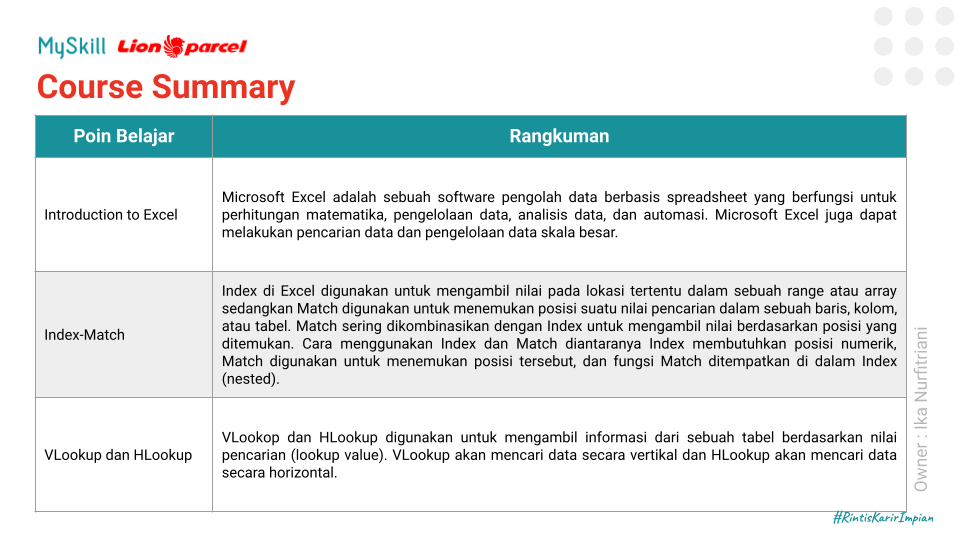 MySkill Lion parcel
Course Summary
Poin Belajar
Rangkuman
Introduction to Excel
Microsoft Excel adalah sebuah software pengolah data berbasis spreadsheet yang berfungsi untuk
perhitungan matematika, pengelolaan data, analisis data, dan automasi. Microsoft Excel juga dapat
melakukan pencarian data dan pengelolaan data skala besar.
Index-Match
Index di Excel digunakan untuk mengambil nilai pada lokasi tertentu dalam sebuah range atau array
sedangkan Match digunakan untuk menemukan posisi suatu nilai pencarian dalam sebuah baris, kolom,
atau tabel. Match sering dikombinasikan dengan Index untuk mengambil nilai berdasarkan posisi yang
ditemukan. Cara menggunakan Index dan Match diantaranya Index membutuhkan posisi numerik,
Match digunakan untuk menemukan posisi tersebut, dan fungsi Match ditempatkan di dalam Index
(nested).
VLookup dan HLookup
VLookop dan HLookup digunakan untuk mengambil informasi dari sebuah tabel berdasarkan nilai
pencarian (lookup value). VLookup akan mencari data secara vertikal dan HLookup akan mencari data
secara horizontal.
Owner : Ika Nurfitriani
#RintisKarirImpian